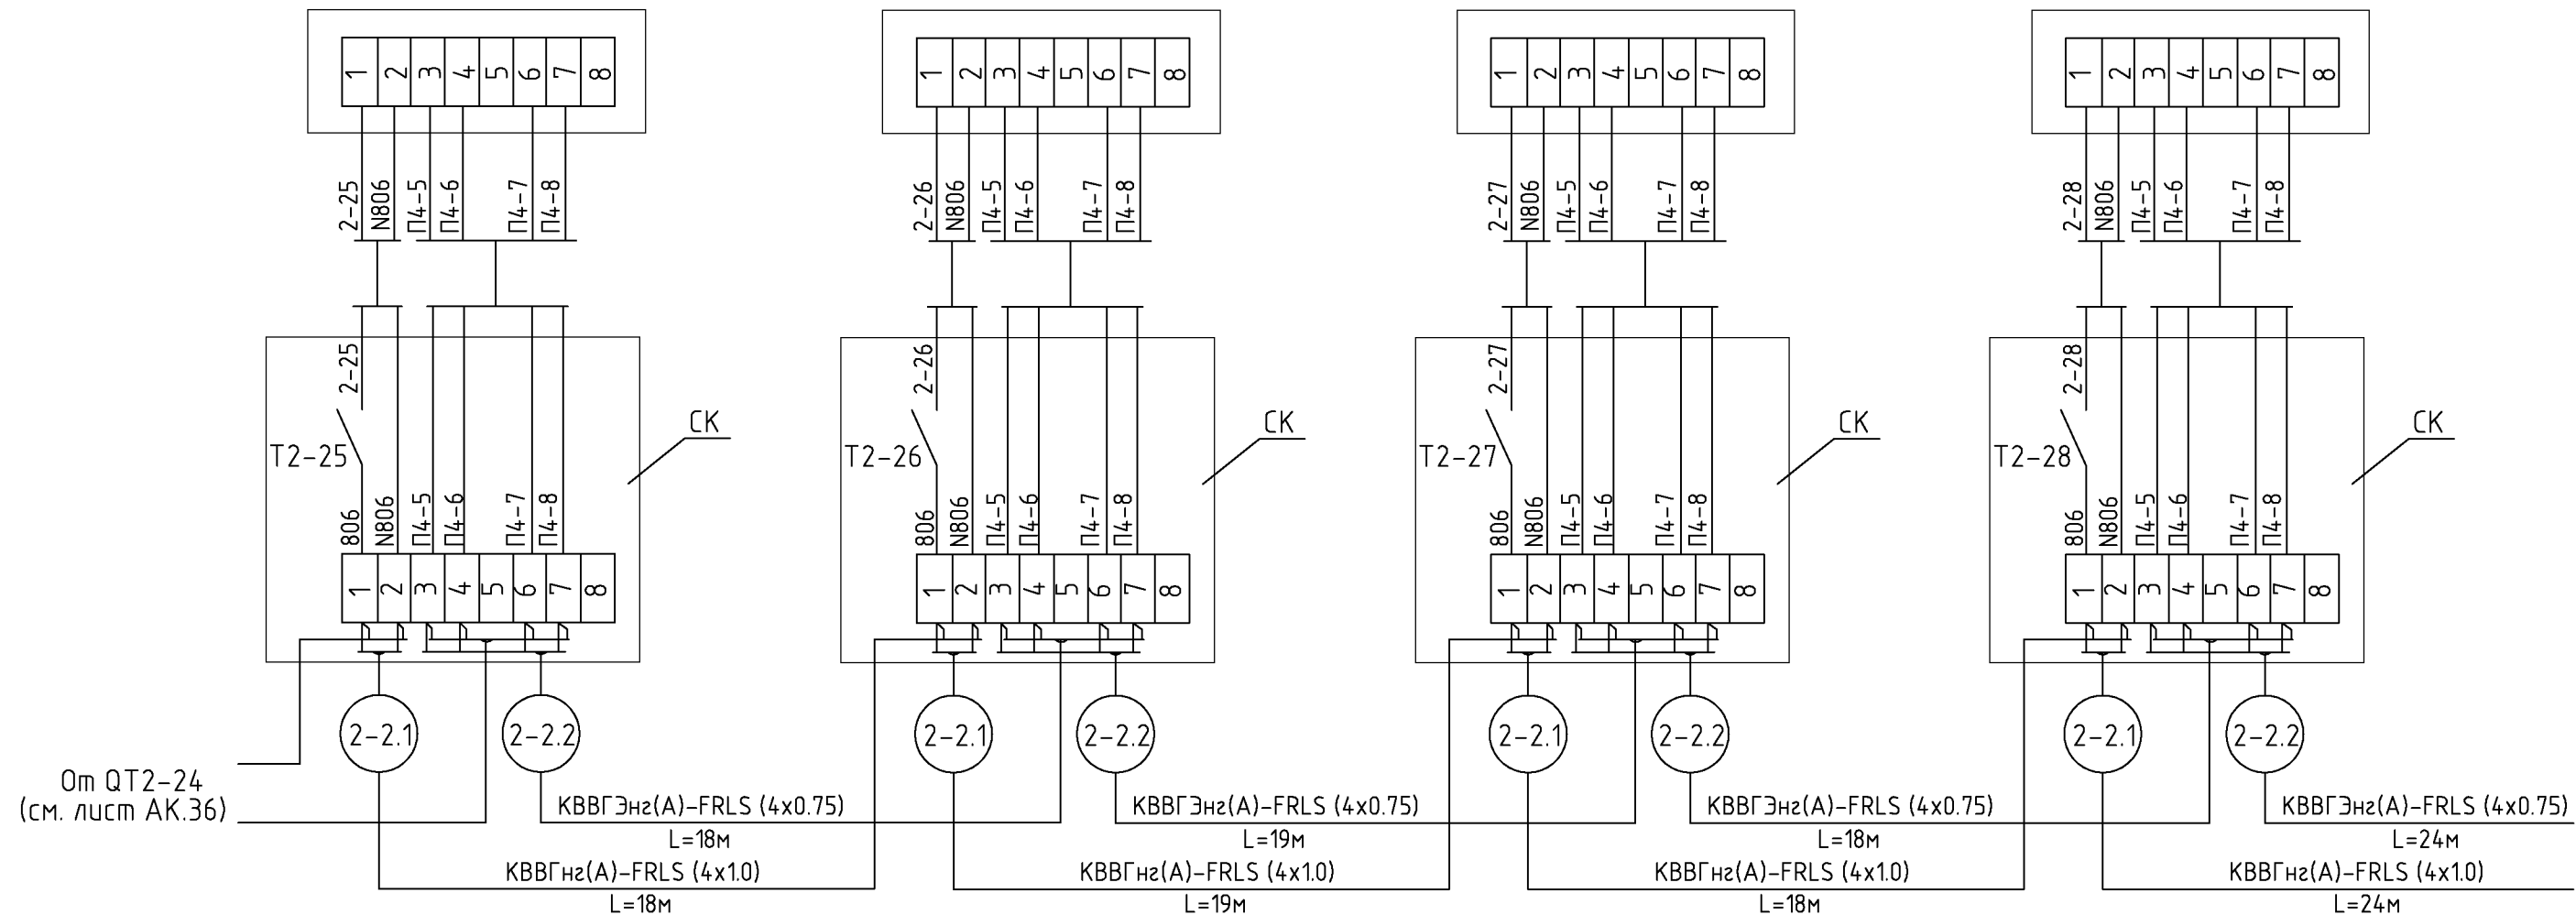 1 2 3 4 5 6 7 8
1 2 3 4 5 6 7 8
1 2 3 4 5 6 7 8
1 2 3 4 5 6 7 8
2-25 N806 П4-5 П4-6 П4-7 П4-8
2-26 N806 П4-5 П4-6 П4-7 П4-8
2-27 N806 П4-5 П4-6 П4-7 П4-8
2-28 N806 П4-5 П4-6 П4-7 П4-8
2-25
2-26
2-27
2-28
СК
СК
СК
СК
Т2-25
Т2-26
Т2-27
Т2-28
806 N806 П4-5 П4-6 П4-7 П4-8
806 N806 П4-5 П4-6 П4-7 П4-8
806 N806 П4-5 П4-6 П4-7 П4-8
806 N806 П4-5 П4-6 П4-7 П4-8
1 2 3 4 5 6 7 8
1 2 3 4 5 6 7 8
1 2 3 4 5 6 7 8
1 2 3 4 5 6 7 8
2-2.1 2-2.2
2-2.1 2-2.2
2-2.1 2-2.2
2-2.1 2-2.2
От QT2-24
(см. лист АК.36)
КВВГЭнг(А)-FRLS (4х0.75)
L=18м
КВВГЭнг(А)-FRLS (4х0.75)
L=19м
КВВГЭнг(А)-FRLS (4х0.75)
L=18м
КВВГЭнг(А)-FRLS (4х0.75)
L=24м
КВВГнг(А)-FRLS (4х1.0)
L=18м
КВВГнг(А)-FRLS (4х1.0)
L=19м
КВВГнг(А)-FRLS (4х1.0)
L=18м
КВВГнг(А)-FRLS (4х1.0)
L=24м